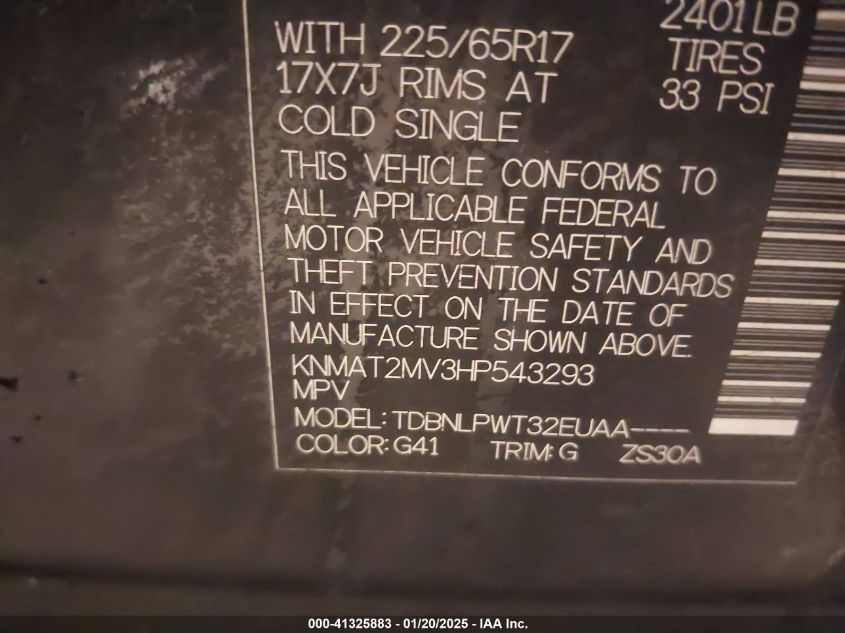 2401LB
WITH 225/65R17 TIRES
17X7J RIMS AT 33 PSI
COLD SINGLE
THIS VEHICLE CONFORMS TO
ALL APPLICABLE FEDERAL
MOTOR VEHICLE SAFETY AND
THEFT PREVENTION STANDARDS
IN EFFECT ON THE DATE OF
MANUFACTURE SHOWN ABOVE.
KNMAT2MV3HP543293
MPV
MODEL: TDBNLPWT32EUAA----
COLOR: G41 TRIM: G ZS30A
000-41325883 - 01/20/2025 - IAA Inc.